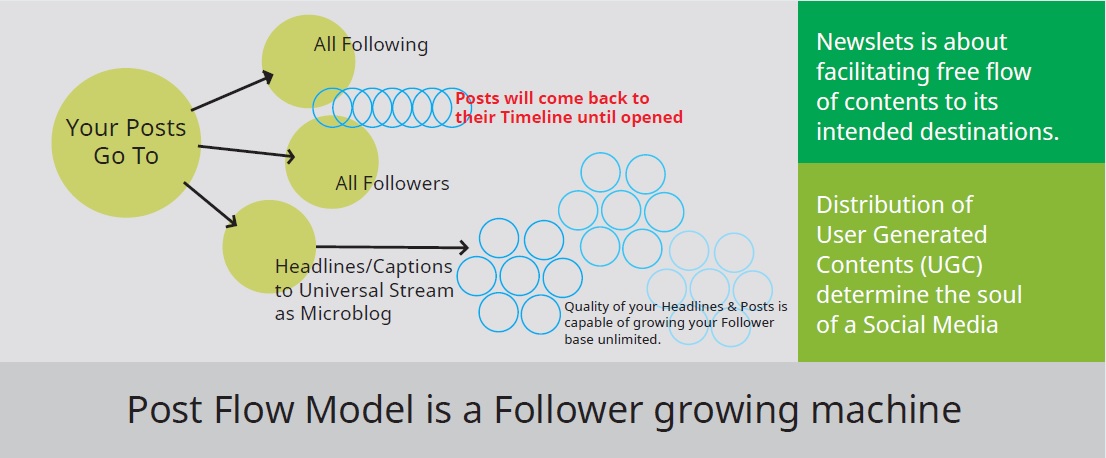 Your Posts
Go To
All Following
Posts will come back to
their Timeline until opened
All Followers
Headlines/Captions
to Universal Stream
as Microblog
Quality of your Headlines & Posts is
capable of growing your Follower
base unlimited.
Newslets is about
facilitating free flow
of contents to its
intended destinations.
Distribution of
User Generated
Contents (UGC)
determine the soul
of a Social Media
Post Flow Model is a Follower growing machine